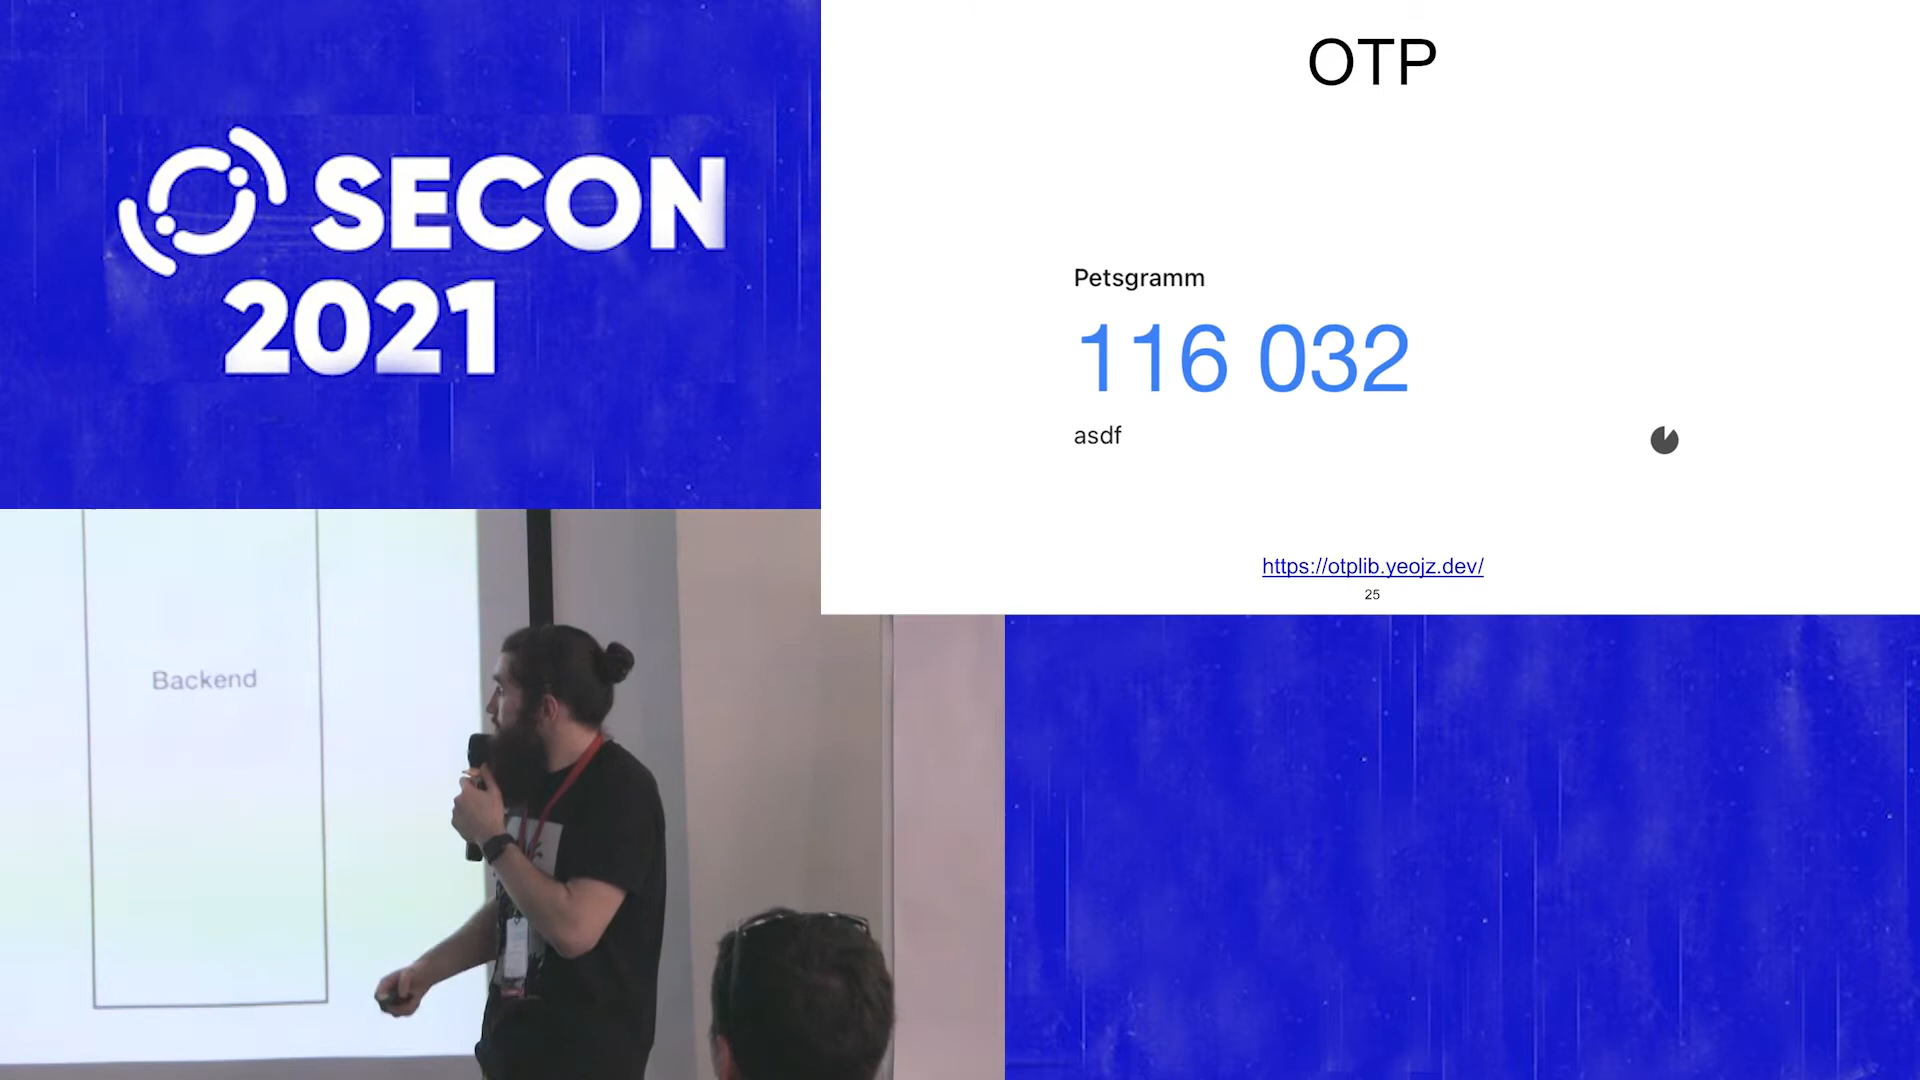 SECON
2021
OTP
Petsgramm
116 032
asdf
https://otplib.yeojz.dev/
25
Backend